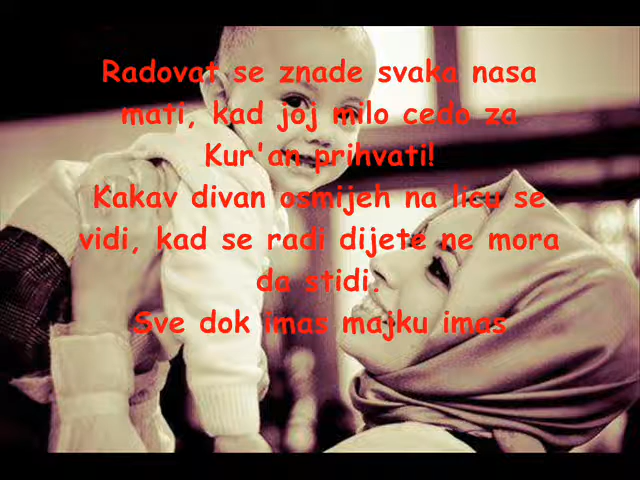 Radovat se znade svaka nasa
mati, kad joj milo cedo za
Kur'an prihvati!
Kakav divan osmijeh na licu se
vidi, kad se radi dijete ne mora
da stidi.
Sve dok imas majku imas